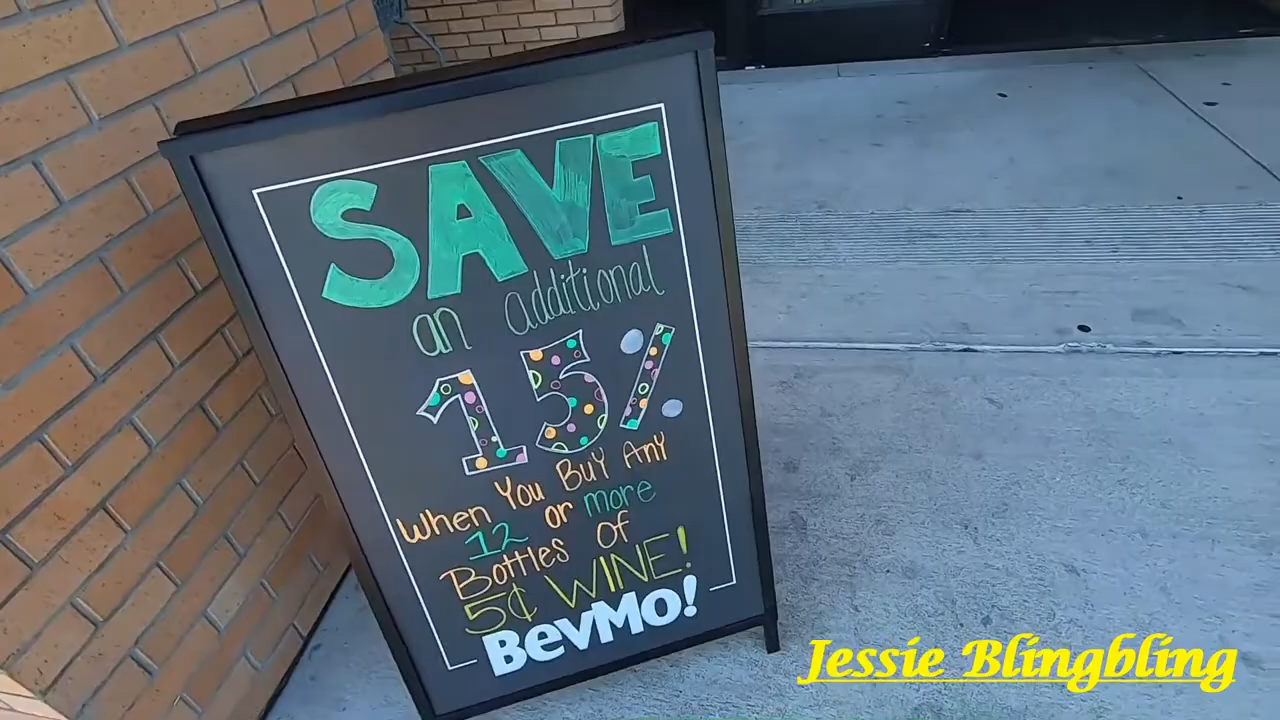 SAVE
an additional
15%
When You Buy Any
12 or more
Bottles of
5¢ WINE!
BevMo!
Jessie Blingbling